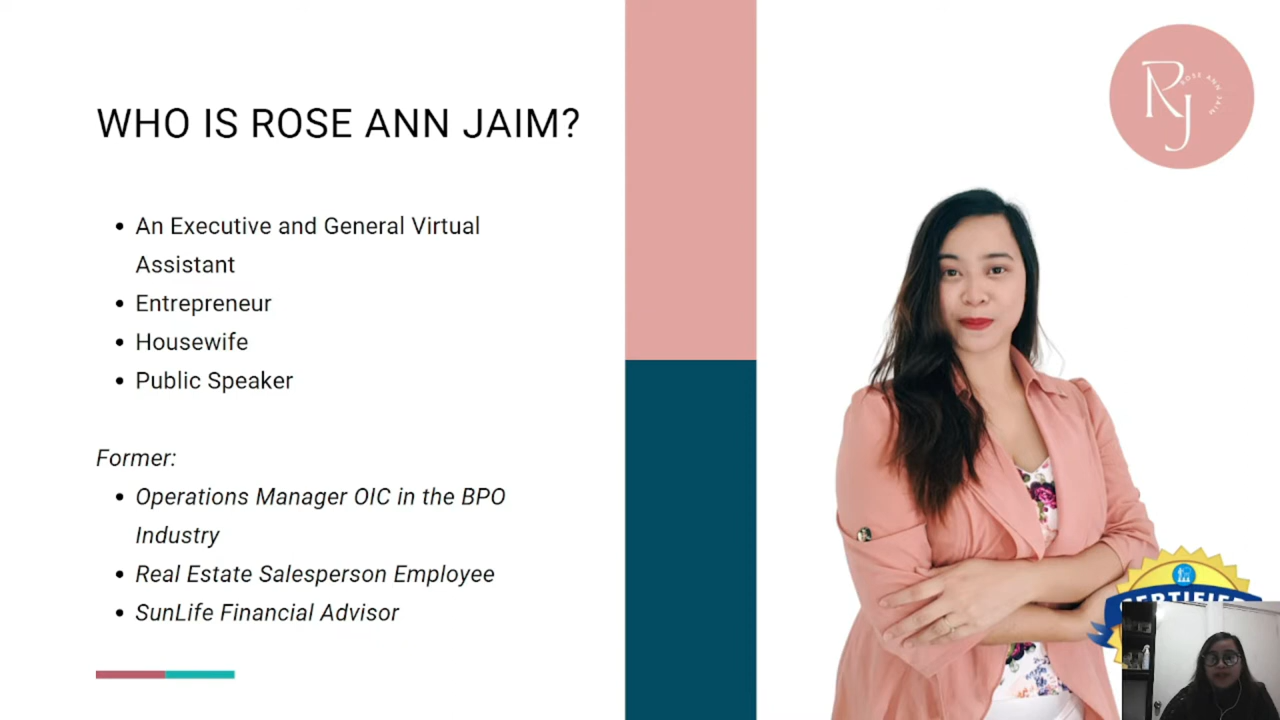 WHO IS ROSE ANN JAIM?
An Executive and General Virtual
Assistant
Entrepreneur
Housewife
Public Speaker
Former:
Operations Manager OIC in the BPO
Industry
Real Estate Salesperson Employee
SunLife Financial Advisor
RJ
ROSE ANN JAIM
CERTIFIED